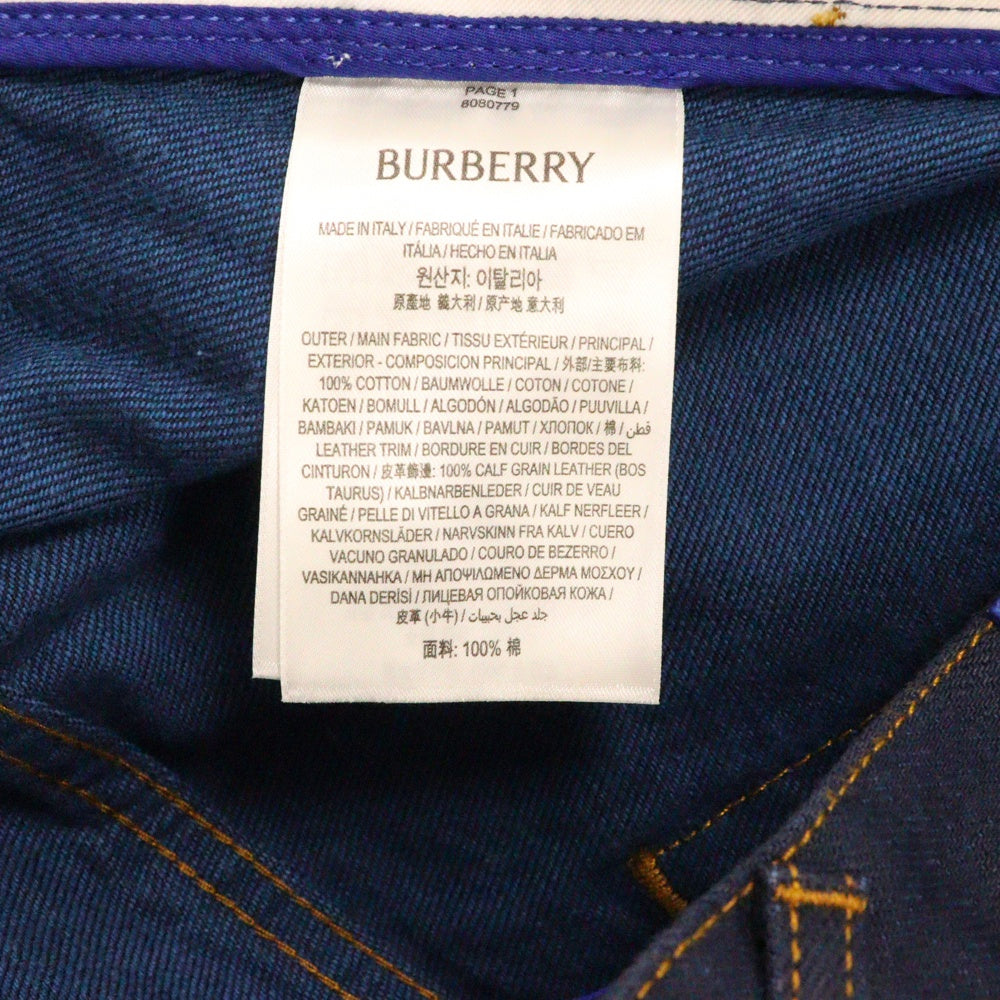 PAGE 1
8080779
BURBERRY
MADE IN ITALY / FABRIQUÉ EN ITALIE / FABRICADO EM
ITÁLIA / HECHO EN ITALIA
원산지: 이탈리아
原產地 義大利 / 原产地 意大利
OUTER / MAIN FABRIC / TISSU EXTÉRIEUR / PRINCIPAL /
EXTERIOR - COMPOSICION PRINCIPAL / 外部/主要布料:
100% COTTON / BAUMWOLLE / COTON / COTONE /
KATOEN / BOMULL / ALGODÓN / ALGODÃO / PUUVILLA /
BAMBAKI / PAMUK / BAVLNA / PAMUT / ХЛОПОК / 棉 / قطن
LEATHER TRIM / BORDURE EN CUIR / BORDES DEL
CINTURON / 皮革飾邊: 100% CALF GRAIN LEATHER (BOS
TAURUS) / KALBNARBENLEDER / CUIR DE VEAU
GRAINÉ / PELLE DI VITELLO A GRANA / KALF NERFLEER /
KALVKORNSLÄDER / NARVSKINN FRA KALV / CUERO
VACUNO GRANULADO / COURO DE BEZERRO /
VASIKANNAHKA / ΜΗ ΑΠΟΨΙΛΩΜΕΝΟ ΔΕΡΜΑ ΜΟΣΧΟΥ /
DANA DERİSİ / ЛИЦЕВАЯ ОПОЙКОВАЯ КОЖА /
皮革 (小牛) / جلد عجل بحبيبات
面料: 100% 棉